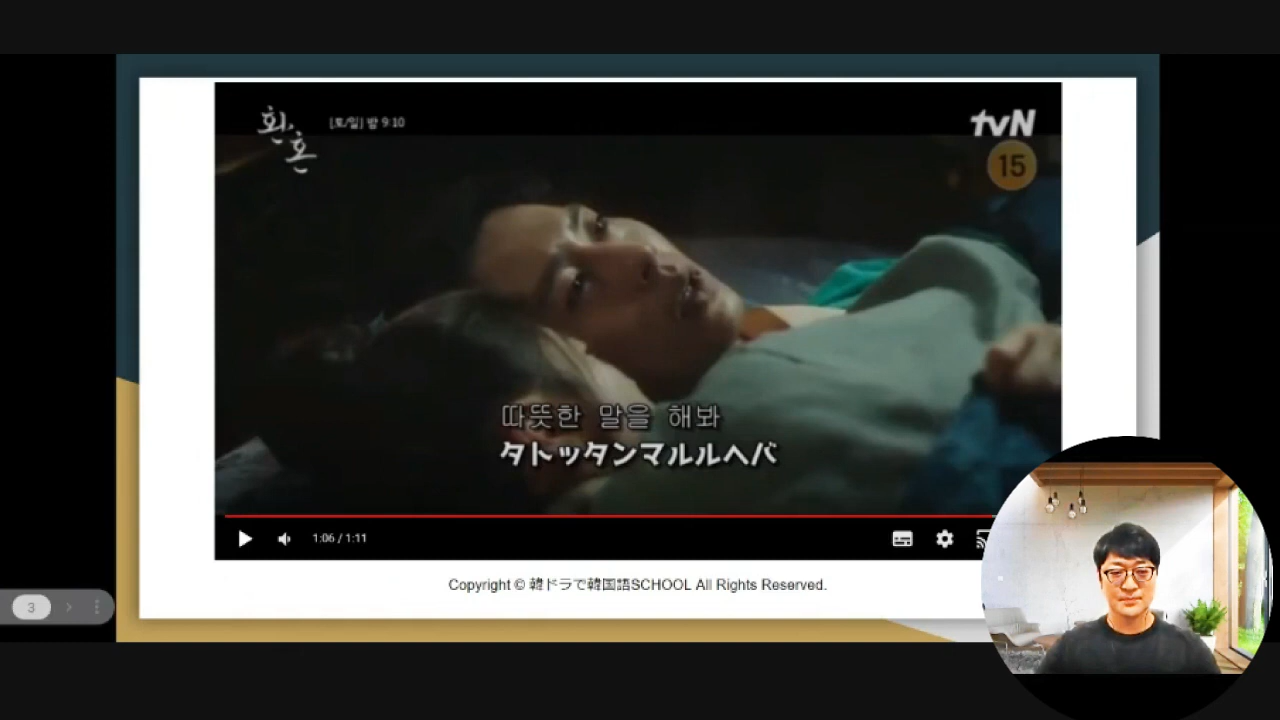 환혼
[토/일] 밤 9:10
tvN
15
따뜻한 말을 해봐
タトゥッタンマルルヘバ
1:06 / 1:11
Copyright © 韓ドラで韓国語SCHOOL All Rights Reserved.
3